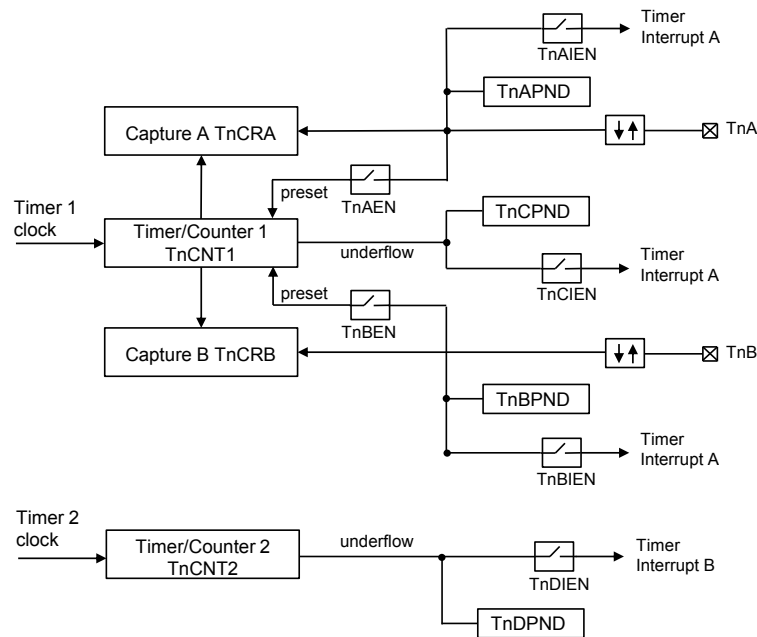 Timer
Interrupt A
TnAIEN
TnAPND
Capture A TnCRA
TnA
preset
TnAEN
Timer 1
clock
Timer/Counter 1
TnCNT1
underflow
TnCPND
Timer
Interrupt A
TnCIEN
preset
TnBEN
Capture B TnCRB
TnB
TnBPND
Timer
Interrupt A
TnBIEN
Timer 2
clock
Timer/Counter 2
TnCNT2
underflow
Timer
Interrupt B
TnDIEN
TnDPND